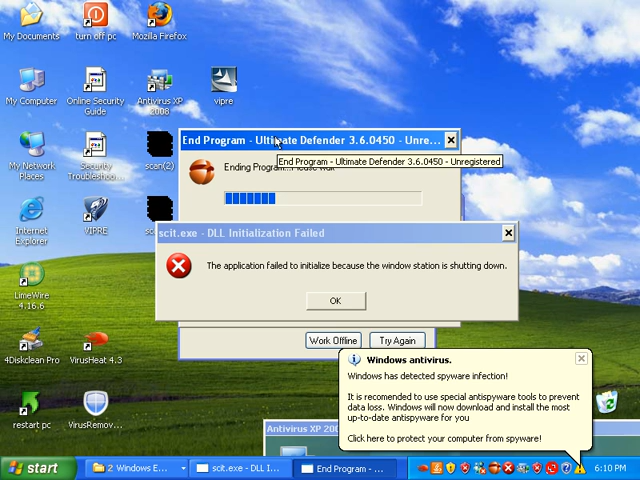 My Documents
turn off pc
Mozilla Firefox
My Computer
Online Security
Guide
Antivirus XP
2008
vipre
My Network
Places
Security
Troubleshoo...
scan(2)
Internet
Explorer
VIPRE
scan
LimeWire
4.16.6
4Diskclean Pro
VirusHeat 4.3
restart pc
VirusRemov...
End Program - Ultimate Defender 3.6.0450 - Unre...
End Program - Ultimate Defender 3.6.0450 - Unregistered
Ending Program...Please wait
scit.exe - DLL Initialization Failed
The application failed to initialize because the window station is shutting down.
OK
Work Offline
Try Again
Windows antivirus.
Windows has detected spyware infection!
It is recomended to use special antispyware tools to prevent
data loss. Windows will now download and install the most
up-to-date antispyware for you
Click here to protect your computer from spyware!
Antivirus XP 200
start
2 Windows E...
scit.exe - DLL I...
End Program - ...
6:10 PM